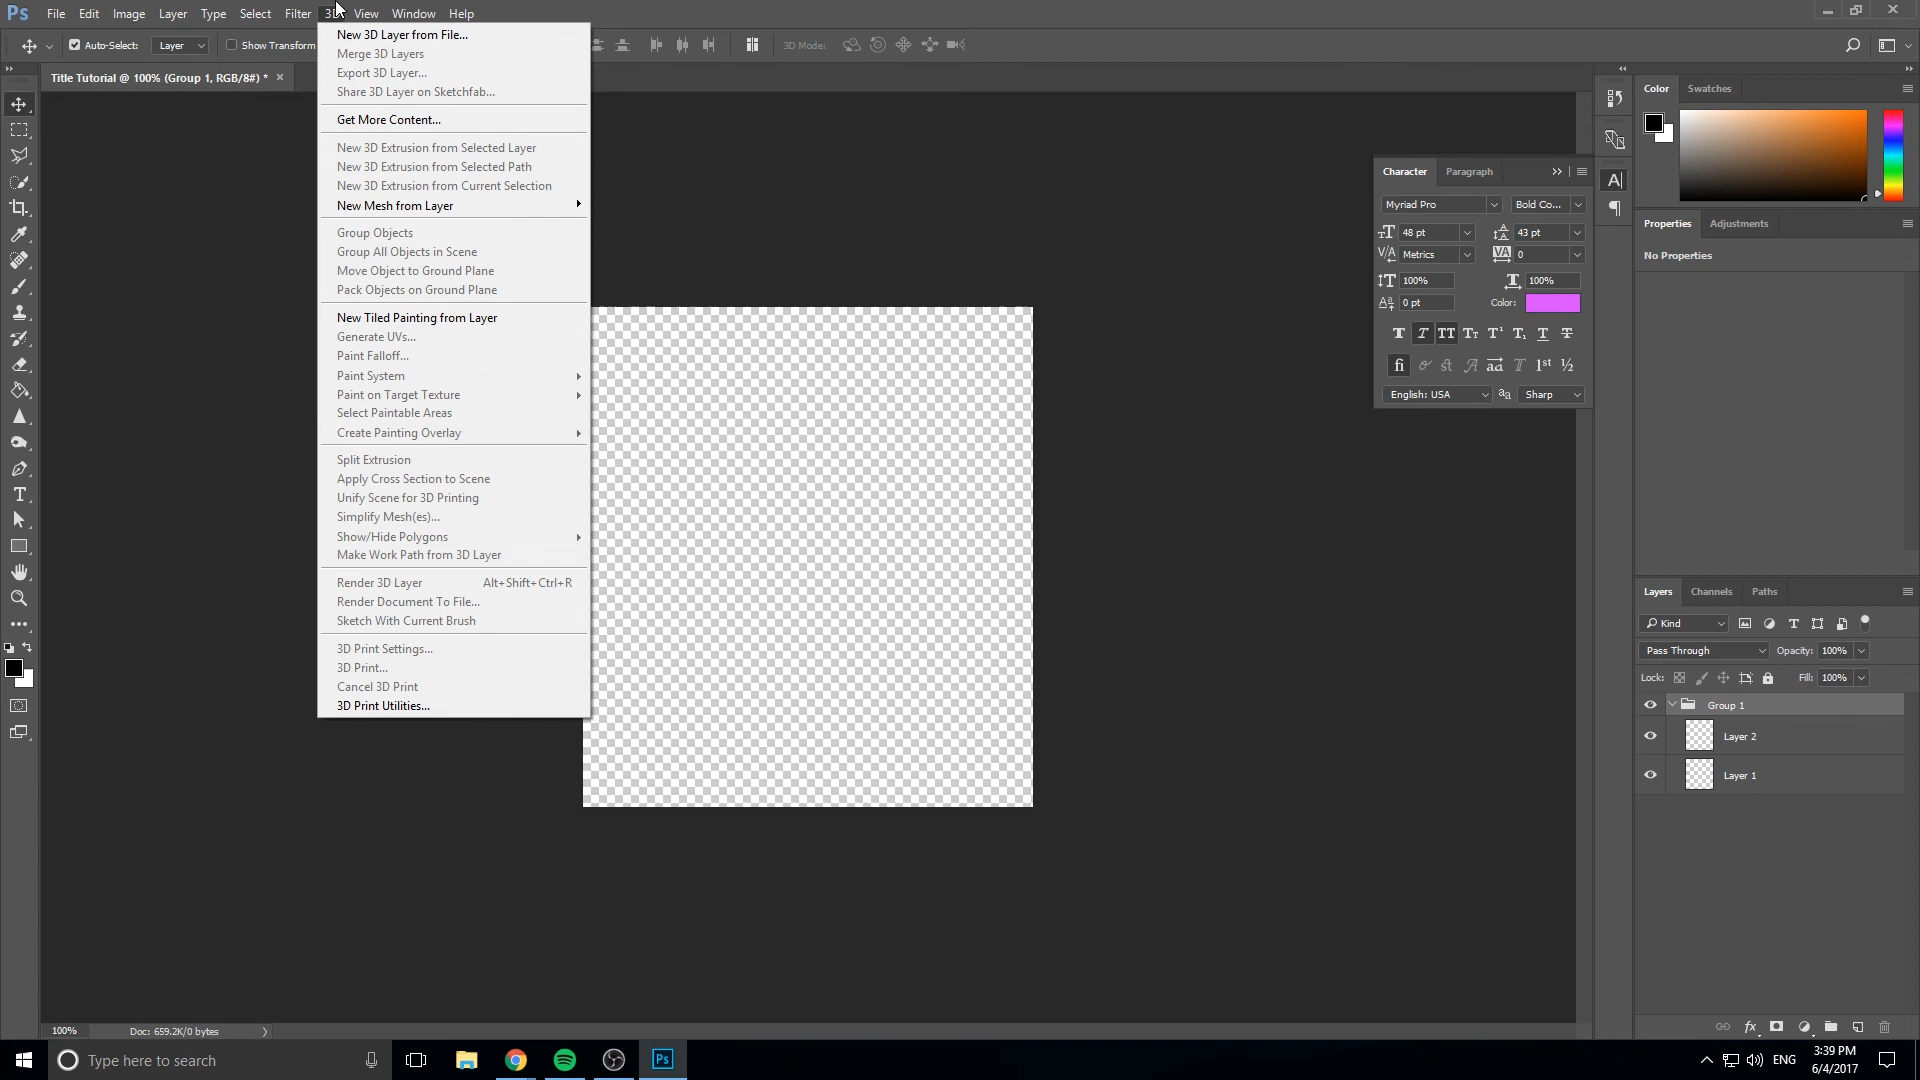 Ps File Edit Image Layer Type Select Filter 3D View Window Help
Auto-Select: Layer Show Transform 3D Mode:
Title Tutorial @ 100% (Group 1, RGB/8#) * ×
New 3D Layer from File...
Merge 3D Layers
Export 3D Layer...
Share 3D Layer on Sketchfab...
Get More Content...
New 3D Extrusion from Selected Layer
New 3D Extrusion from Selected Path
New 3D Extrusion from Current Selection
New Mesh from Layer
Group Objects
Group All Objects in Scene
Move Object to Ground Plane
Pack Objects on Ground Plane
New Tiled Painting from Layer
Generate UVs...
Paint Falloff...
Paint System
Paint on Target Texture
Select Paintable Areas
Create Painting Overlay
Split Extrusion
Apply Cross Section to Scene
Unify Scene for 3D Printing
Simplify Mesh(es)...
Show/Hide Polygons
Make Work Path from 3D Layer
Render 3D Layer Alt+Shift+Ctrl+R
Render Document To File...
Sketch With Current Brush
3D Print Settings...
3D Print...
Cancel 3D Print
3D Print Utilities...
Character Paragraph
Myriad Pro Bold Co...
48 pt 43 pt
Metrics 0
100% 100%
0 pt Color:
English: USA Sharp
Color Swatches
Properties Adjustments
No Properties
Layers Channels Paths
Kind
Pass Through Opacity: 100%
Lock: Fill: 100%
Group 1
Layer 2
Layer 1
100% Doc: 659.2K/0 bytes
Type here to search
Ps
ENG
3:39 PM
6/4/2017